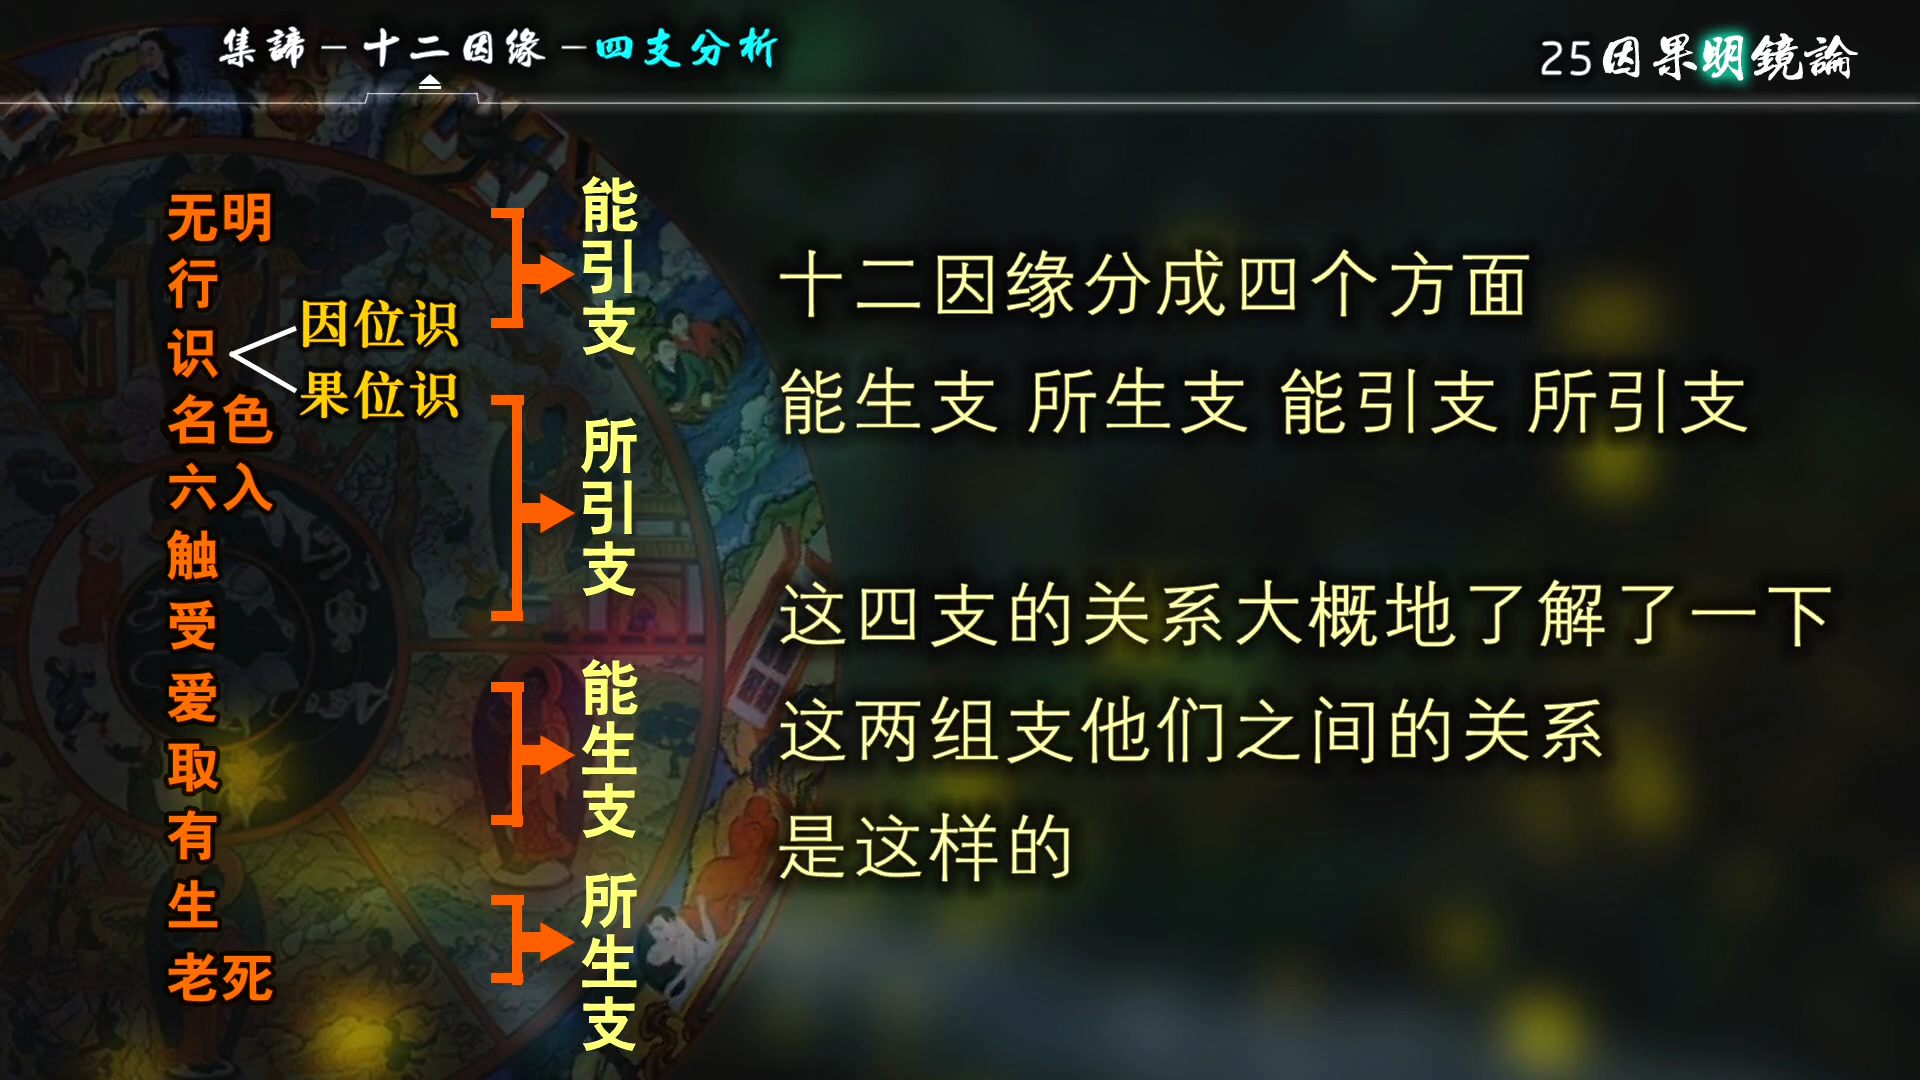 集諦－十二因缘－四支分析
25因果明鏡論
无明
行
识
因位识
果位识
名色
六入
触
受
爱
取
有
生
老死
能引支
所引支
能生支
所生支
十二因缘分成四个方面
能生支 所生支 能引支 所引支
这四支的关系大概地了解了一下
这两组支他们之间的关系
是这样的